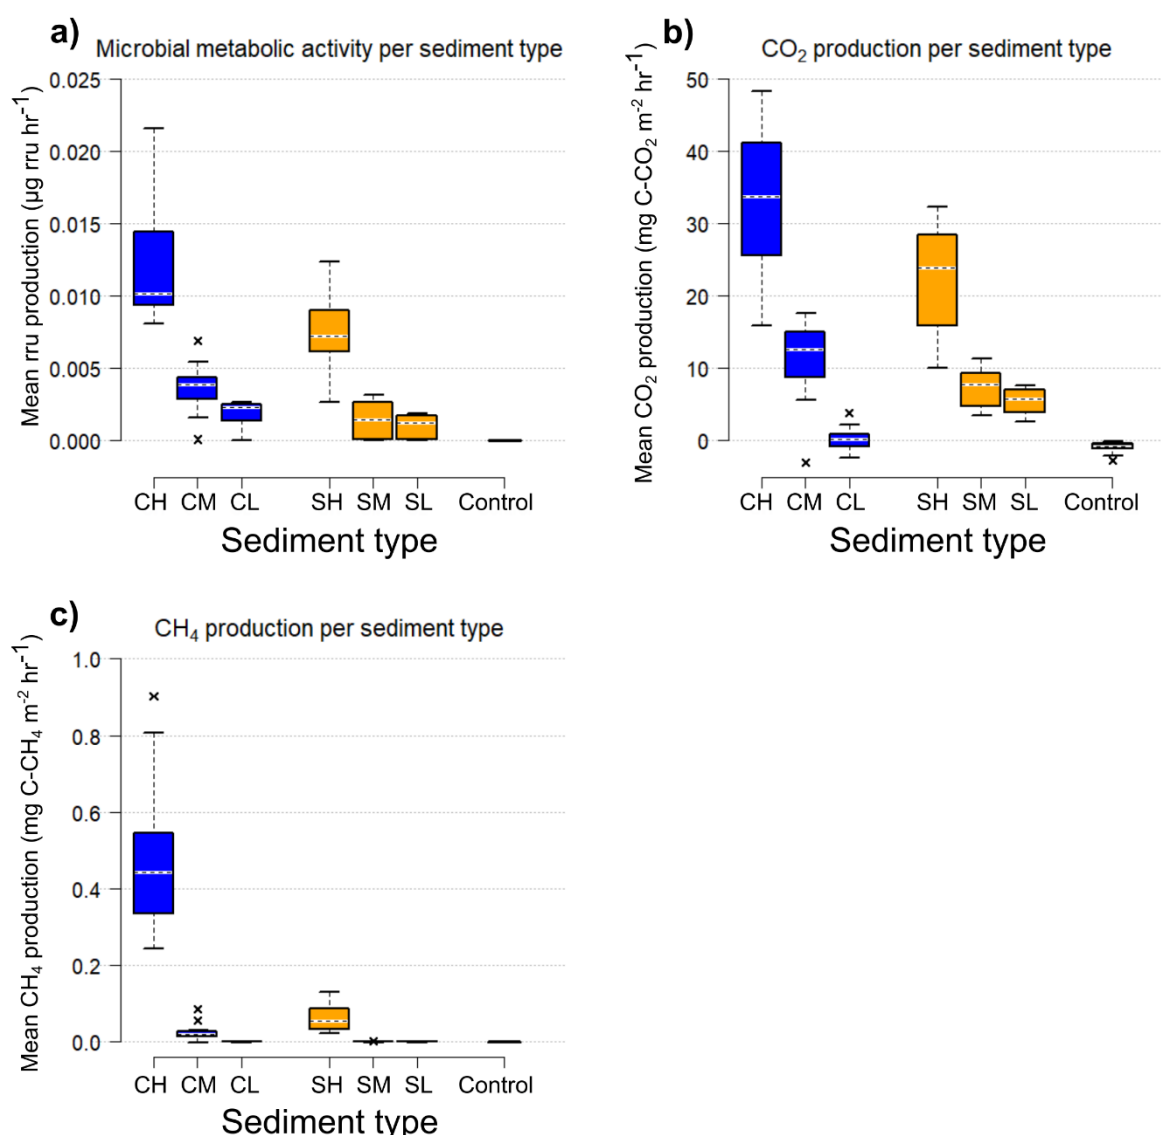 a)
Microbial metabolic activity per sediment type
Mean rru production (µg rru hr⁻¹)
0.025
0.020
0.015
0.010
0.005
0.000
CH CM CL SH SM SL Control
Sediment type
b)
CO₂ production per sediment type
Mean CO₂ production (mg C-CO₂ m⁻² hr⁻¹)
50
40
30
20
10
0
CH CM CL SH SM SL Control
Sediment type
c)
CH₄ production per sediment type
Mean CH₄ production (mg C-CH₄ m⁻² hr⁻¹)
1.0
0.8
0.6
0.4
0.2
0.0
CH CM CL SH SM SL Control
Sediment type